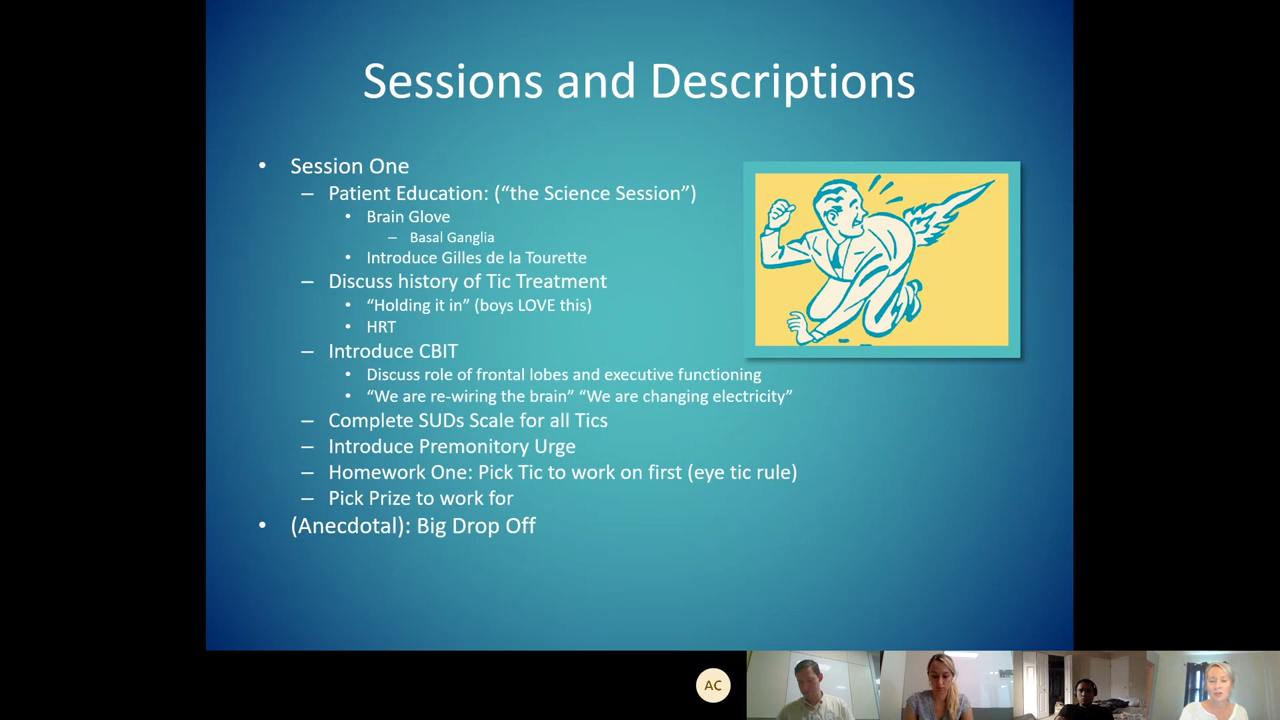 Sessions and Descriptions
• Session One
– Patient Education: (“the Science Session”)
• Brain Glove
– Basal Ganglia
• Introduce Gilles de la Tourette
– Discuss history of Tic Treatment
• “Holding it in” (boys LOVE this)
• HRT
– Introduce CBIT
• Discuss role of frontal lobes and executive functioning
• “We are re-wiring the brain” “We are changing electricity”
– Complete SUDs Scale for all Tics
– Introduce Premonitory Urge
– Homework One: Pick Tic to work on first (eye tic rule)
– Pick Prize to work for
• (Anecdotal): Big Drop Off
AC